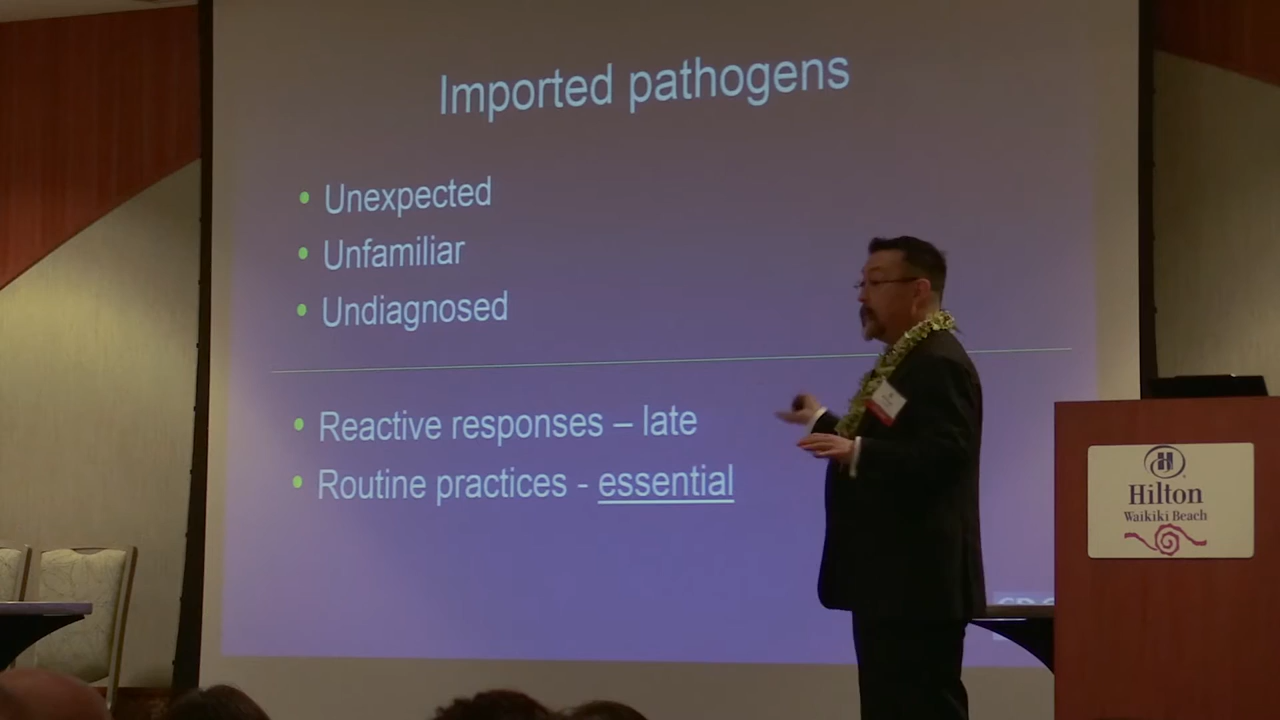 Imported pathogens
• Unexpected
• Unfamiliar
• Undiagnosed
• Reactive responses – late
• Routine practices - essential
H
Hilton
Waikiki Beach